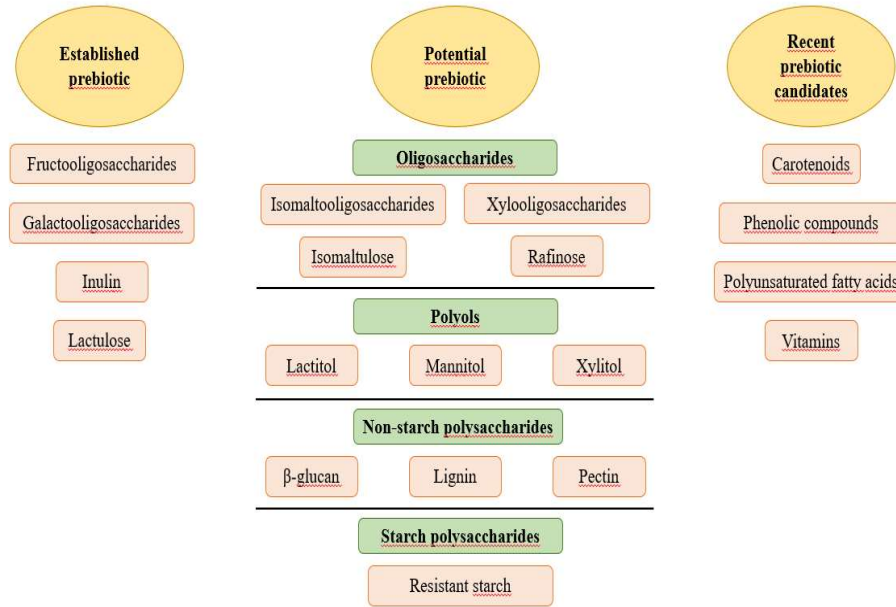 Established
prebiotic
Fructooligosaccharides
Galactooligosaccharides
Inulin
Lactulose
Potential
prebiotic
Oligosaccharides
Isomaltooligosaccharides
Xylooligosaccharides
Isomaltulose
Rafinose
Polyols
Lactitol
Mannitol
Xylitol
Non-starch polysaccharides
β-glucan
Lignin
Pectin
Starch polysaccharides
Resistant starch
Recent
prebiotic
candidates
Carotenoids
Phenolic compounds
Polyunsaturated fatty acids
Vitamins